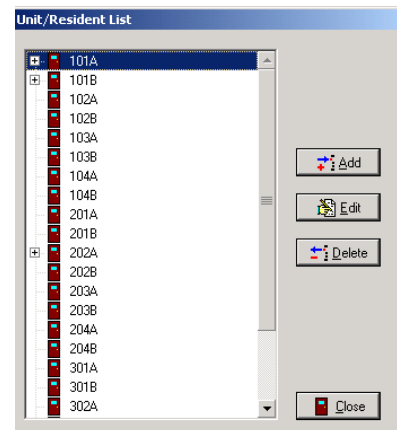 Unit/Resident List
101A
101B
102A
102B
103A
103B
104A
104B
201A
201B
202A
202B
203A
203B
204A
204B
301A
301B
302A
Add
Edit
Delete
Close